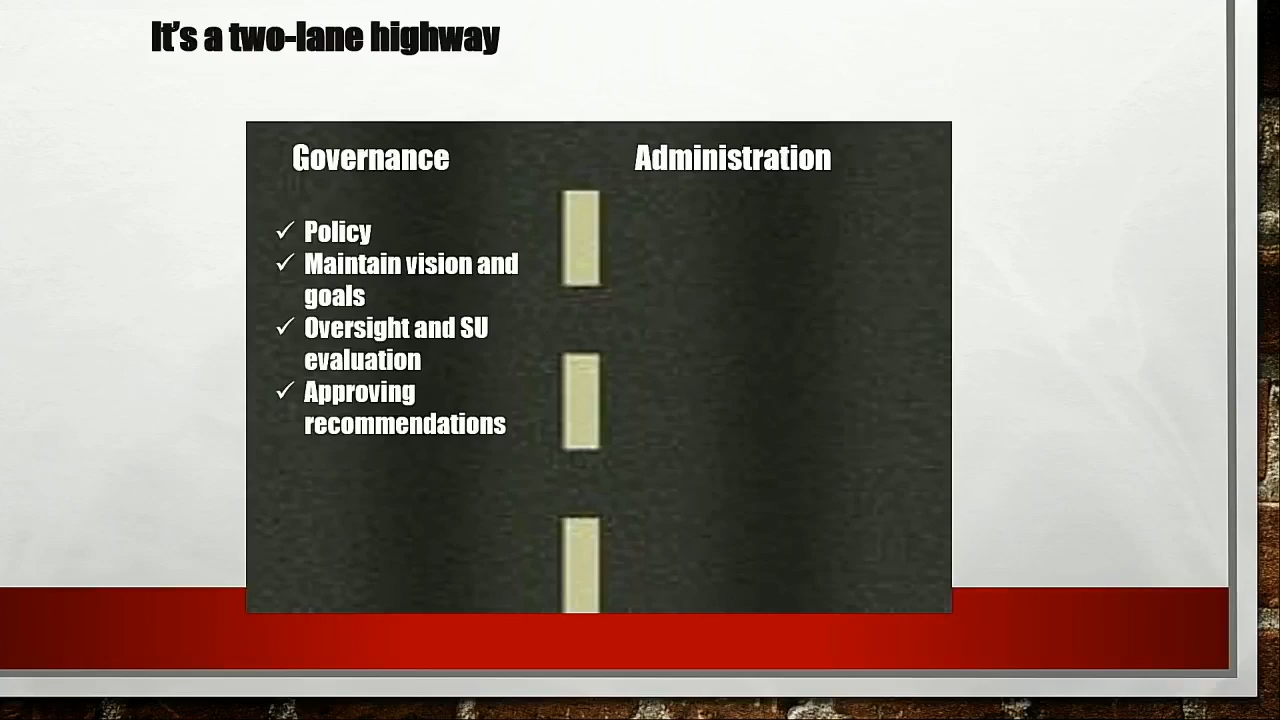 It's a two-lane highway
Governance
Administration
✓ Policy
✓ Maintain vision and
goals
✓ Oversight and SU
evaluation
✓ Approving
recommendations